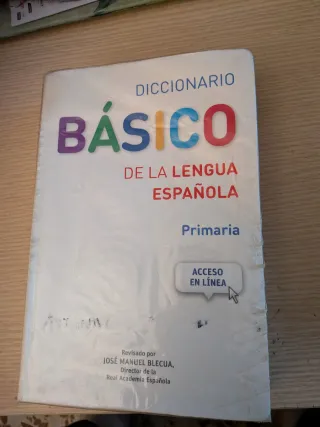 DICCIONARIO
BÁSICO
DE LA LENGUA
ESPAÑOLA
Primaria
ACCESO
EN LÍNEA
Revisado por
JOSÉ MANUEL BLECUA,
Director de la
Real Academia Española